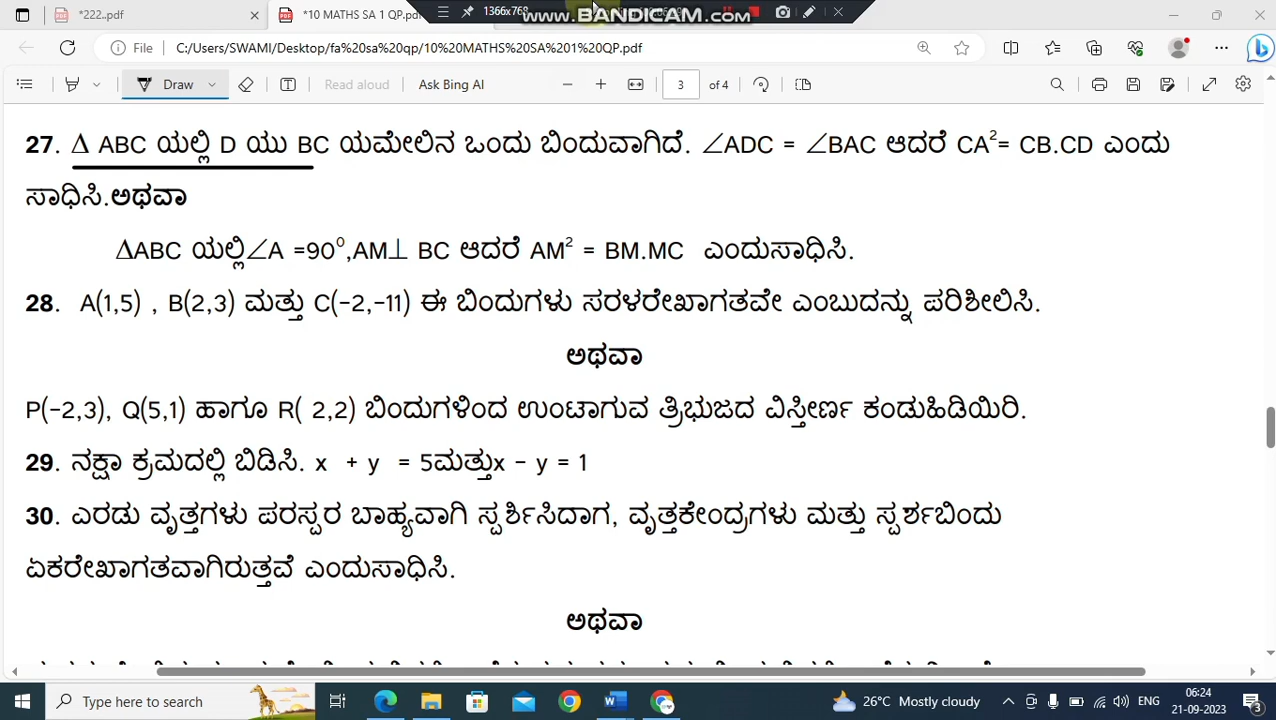 *222..pdf
*10 MATHS SA 1 QP.pdf
1366x768
www.BANDICAM.com
File
C:/Users/SWAMI/Desktop/fa%20sa%20qp/10%20MATHS%20SA%201%20QP.pdf
Draw
Read aloud
Ask Bing AI
3
of 4
27. Δ ABC ಯಲ್ಲಿ D ಯು BC ಯಮೇಲಿನ ಒಂದು ಬಿಂದುವಾಗಿದೆ. ∠ADC = ∠BAC ಆದರೆ CA²= CB.CD ಎಂದು
ಸಾಧಿಸಿ.ಅಥವಾ
ΔABC ಯಲ್ಲಿ∠A =90⁰,AM⊥ BC ಆದರೆ AM² = BM.MC ಎಂದುಸಾಧಿಸಿ.
28. A(1,5) , B(2,3) ಮತ್ತು C(-2,-11) ಈ ಬಿಂದುಗಳು ಸರಳರೇಖಾಗತವೇ ಎಂಬುದನ್ನು ಪರಿಶೀಲಿಸಿ.
ಅಥವಾ
P(-2,3), Q(5,1) ಹಾಗೂ R( 2,2) ಬಿಂದುಗಳಿಂದ ಉಂಟಾಗುವ ತ್ರಿಭುಜದ ವಿಸ್ತೀರ್ಣ ಕಂಡುಹಿಡಿಯಿರಿ.
29. ನಕ್ಷಾ ಕ್ರಮದಲ್ಲಿ ಬಿಡಿಸಿ. x + y = 5ಮತ್ತುx - y = 1
30. ಎರಡು ವೃತ್ತಗಳು ಪರಸ್ಪರ ಬಾಹ್ಯವಾಗಿ ಸ್ಪರ್ಶಿಸಿದಾಗ, ವೃತ್ತಕೇಂದ್ರಗಳು ಮತ್ತು ಸ್ಪರ್ಶಬಿಂದು
ಏಕರೇಖಾಗತವಾಗಿರುತ್ತವೆ ಎಂದುಸಾಧಿಸಿ.
ಅಥವಾ
Type here to search
26°C Mostly cloudy
ENG
06:24
21-09-2023
3